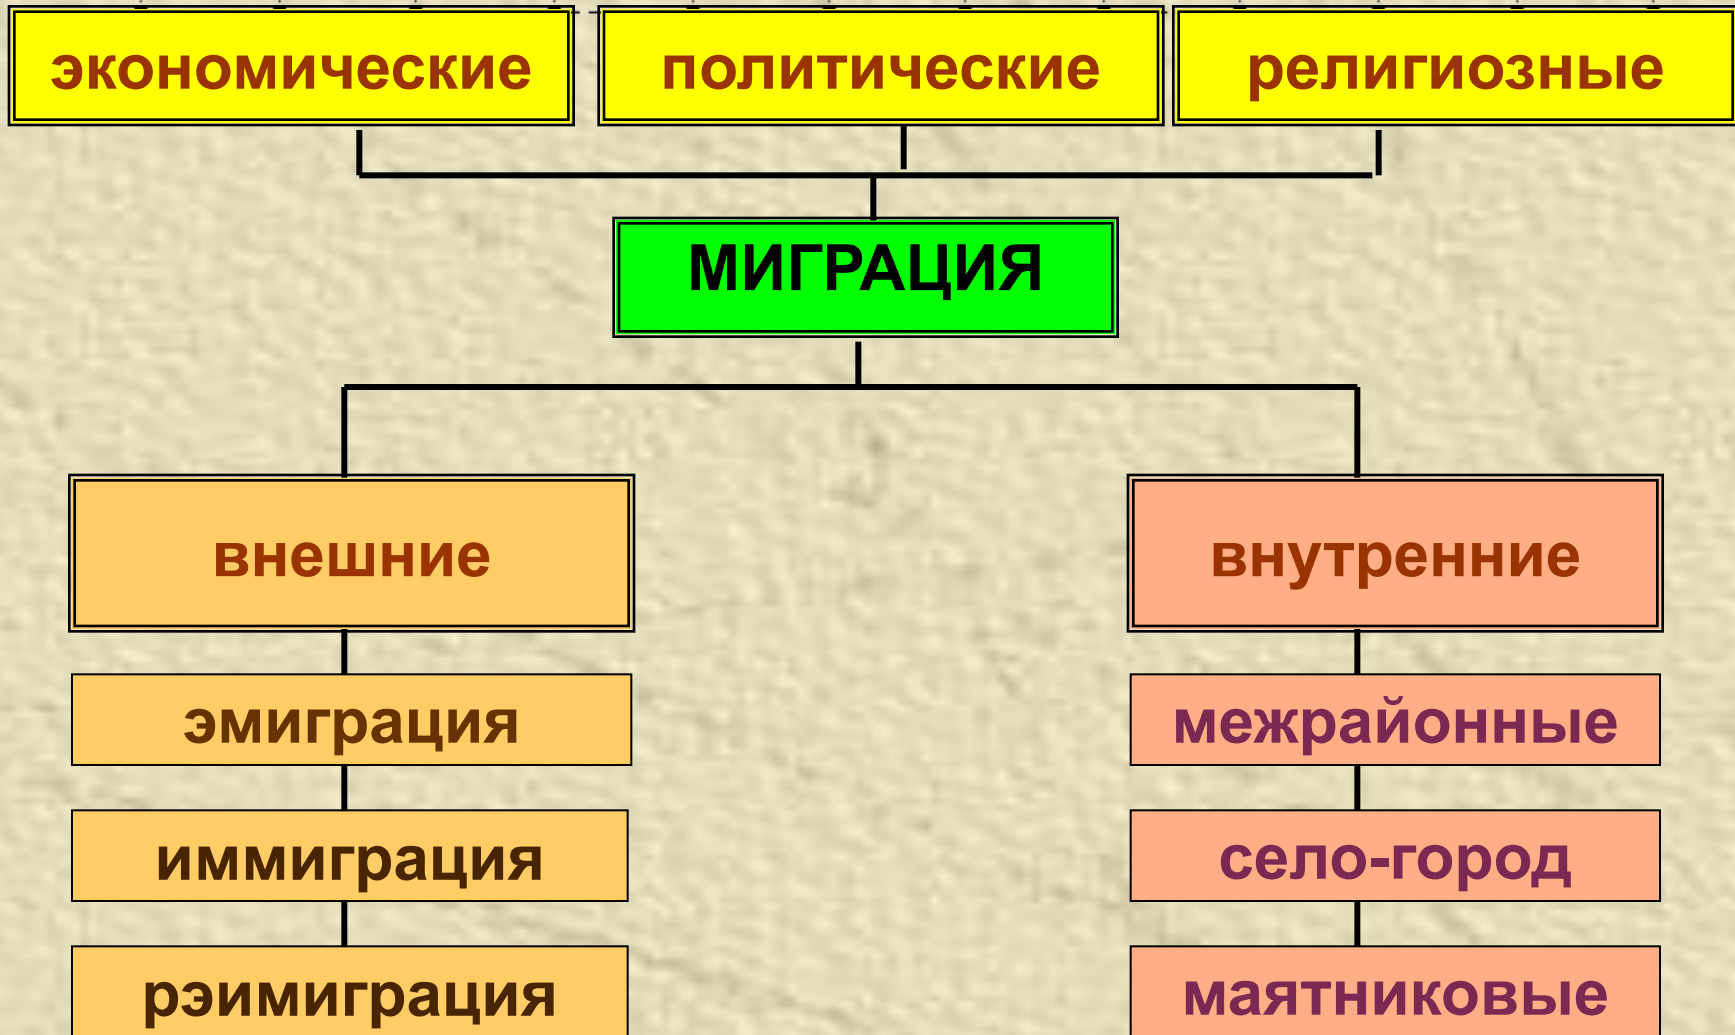 экономические политические религиозные
МИГРАЦИЯ
внешние внутренние
эмиграция межрайонные
иммиграция село-город
рэимиграция маятниковые